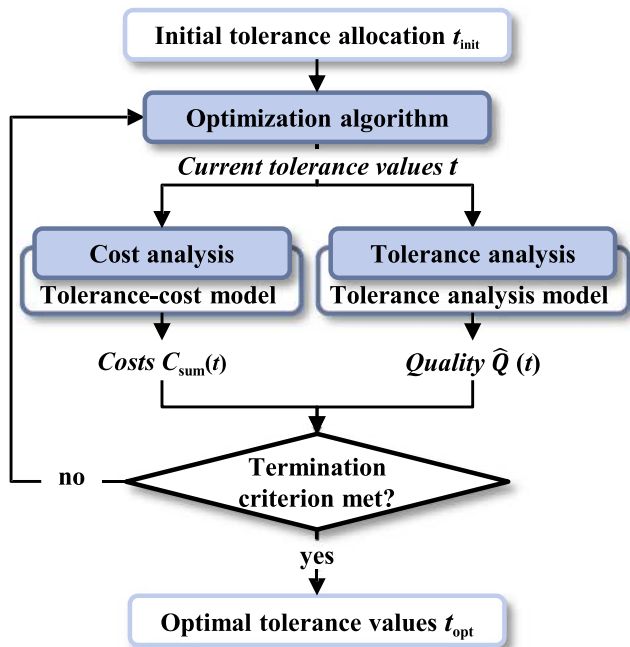 Initial tolerance allocation t_init
Optimization algorithm
Current tolerance values t
Cost analysis
Tolerance-cost model
Tolerance analysis
Tolerance analysis model
Costs C_sum(t)
Quality Q̂ (t)
Termination
criterion met?
no
yes
Optimal tolerance values t_opt